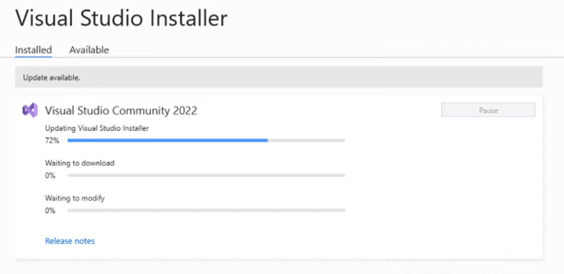 Visual Studio Installer
Installed Available
Update available.
Visual Studio Community 2022
Pause
Updating Visual Studio Installer
72%
Waiting to download
0%
Waiting to modify
0%
Release notes